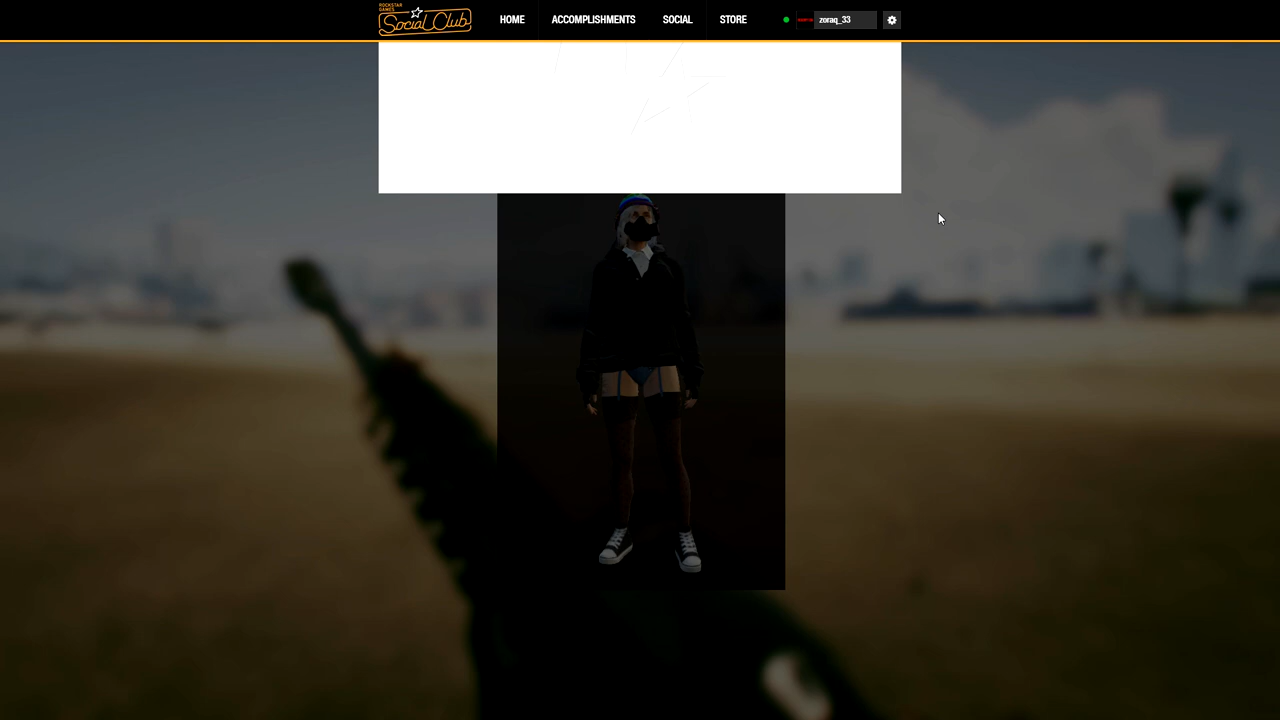 ROCKSTAR
GAMES
Social Club
HOME
ACCOMPLISHMENTS
SOCIAL
STORE
zoraq_33